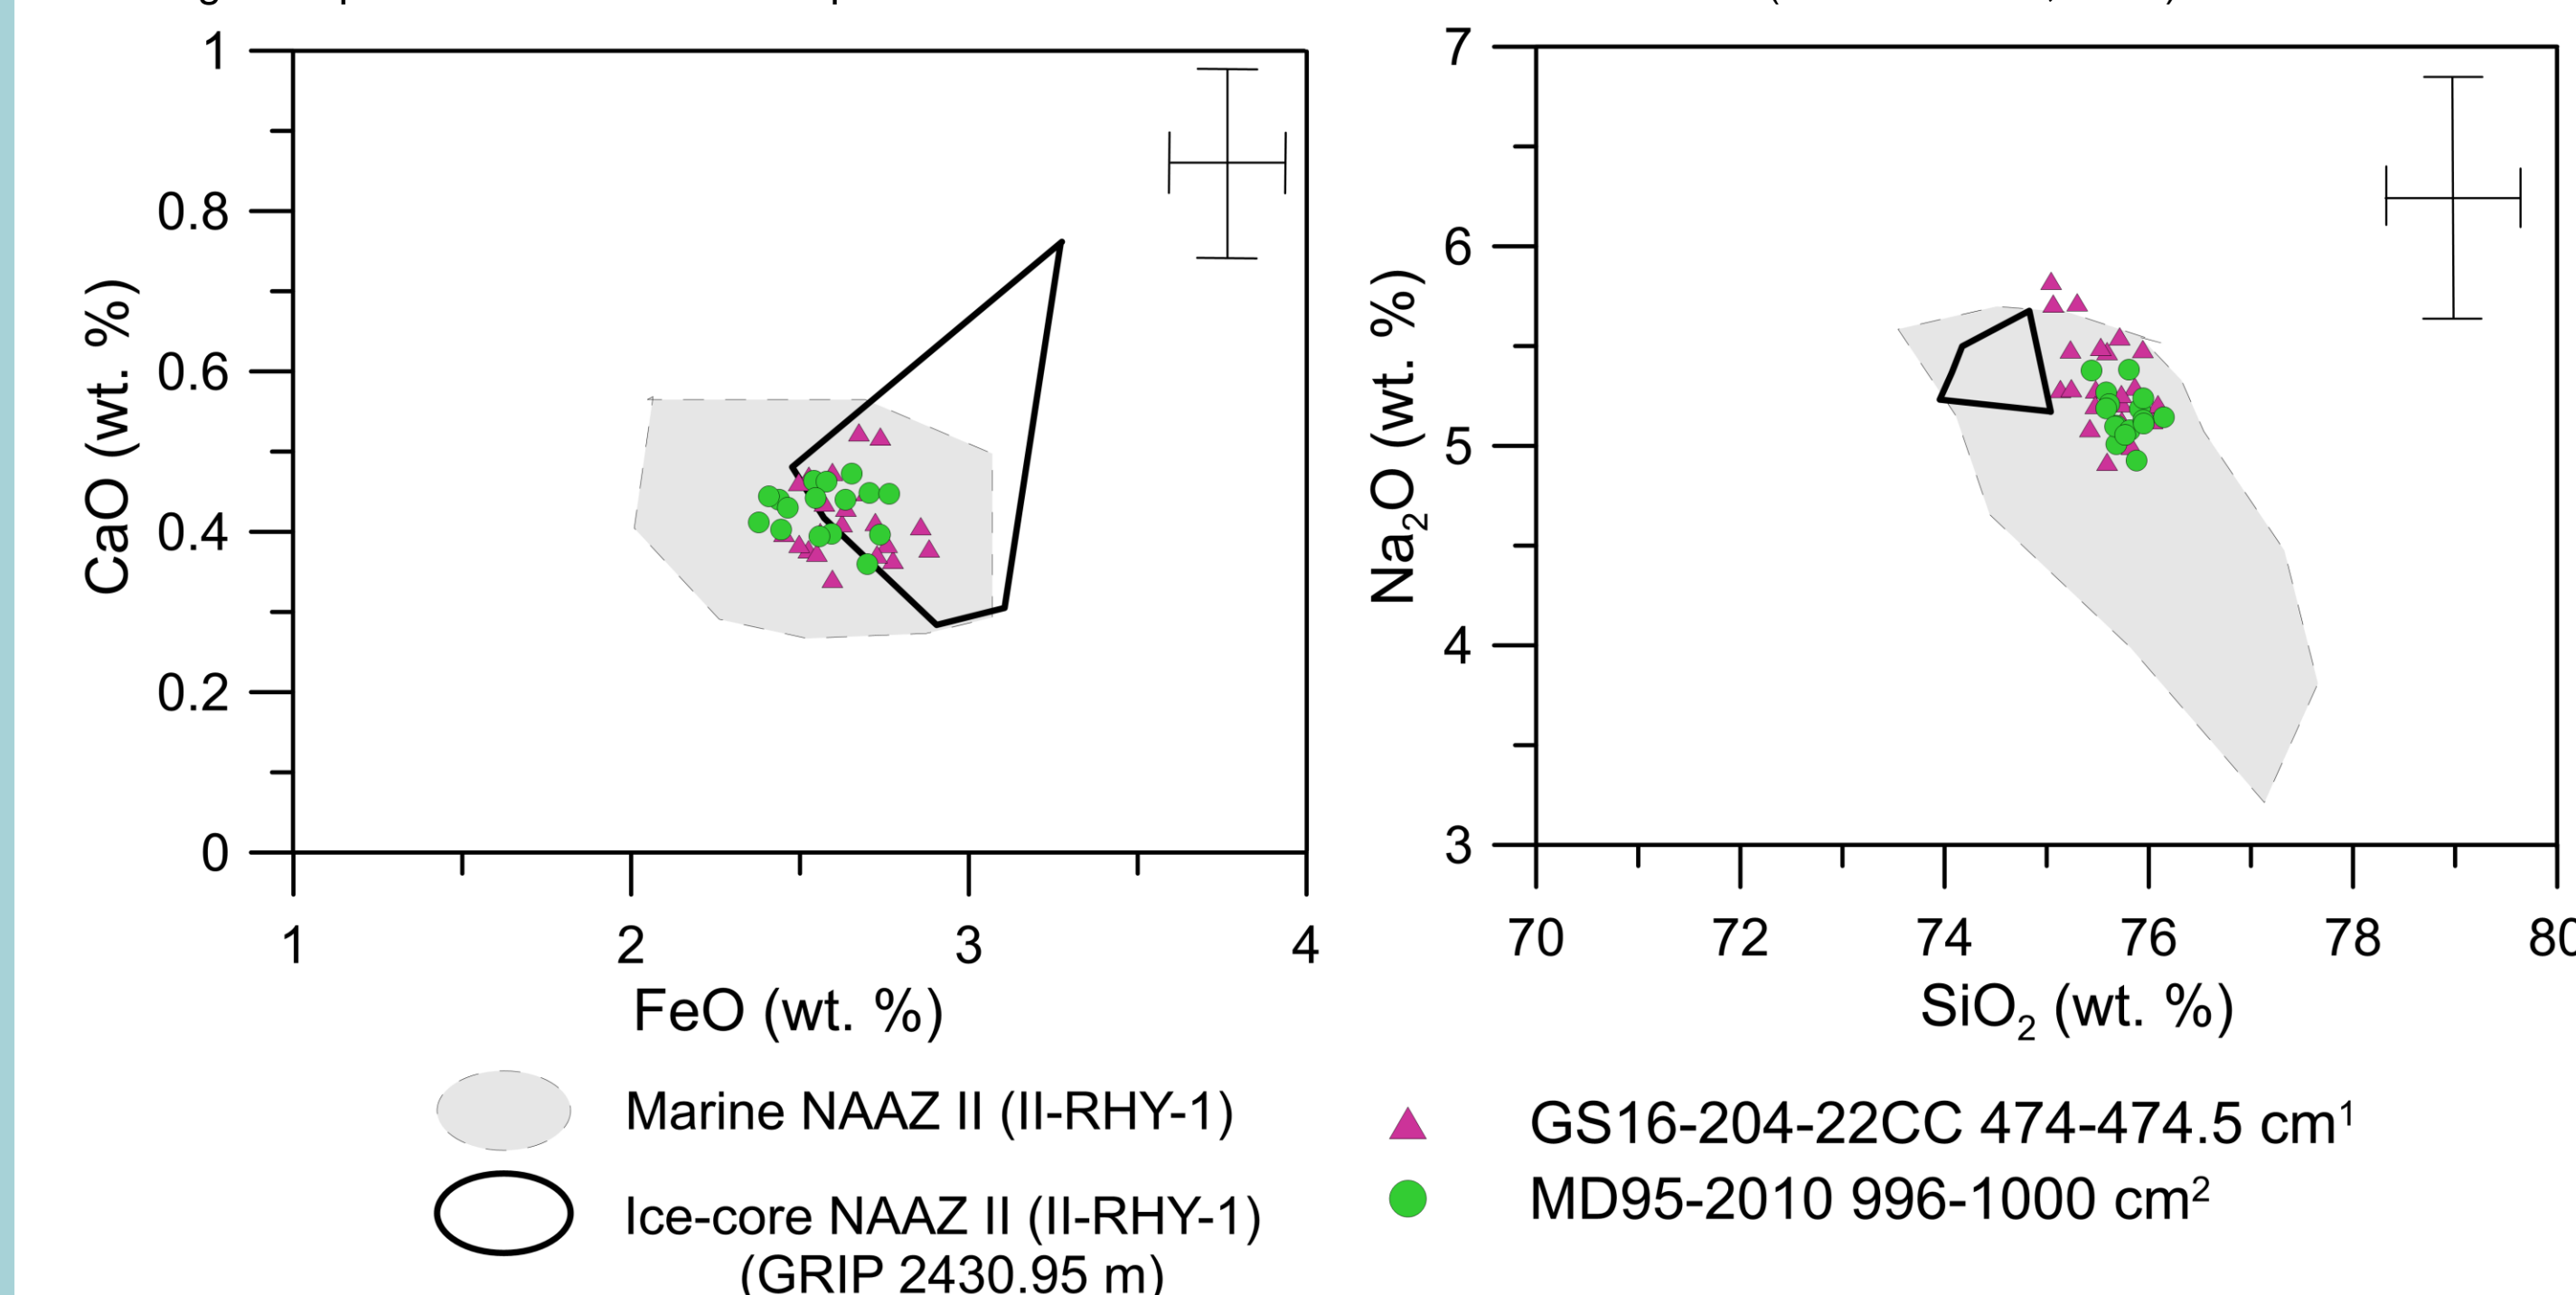 1
0.8
0.6
0.4
0.2
0
CaO (wt. %)
1 2 3 4
FeO (wt. %)
7
6
5
4
3
Na₂O (wt. %)
70 72 74 76 78
SiO₂ (wt. %)
Marine NAAZ II (II-RHY-1)
Ice-core NAAZ II (II-RHY-1)
(GRIP 2430.95 m)
GS16-204-22CC 474-474.5 cm¹
MD95-2010 996-1000 cm²